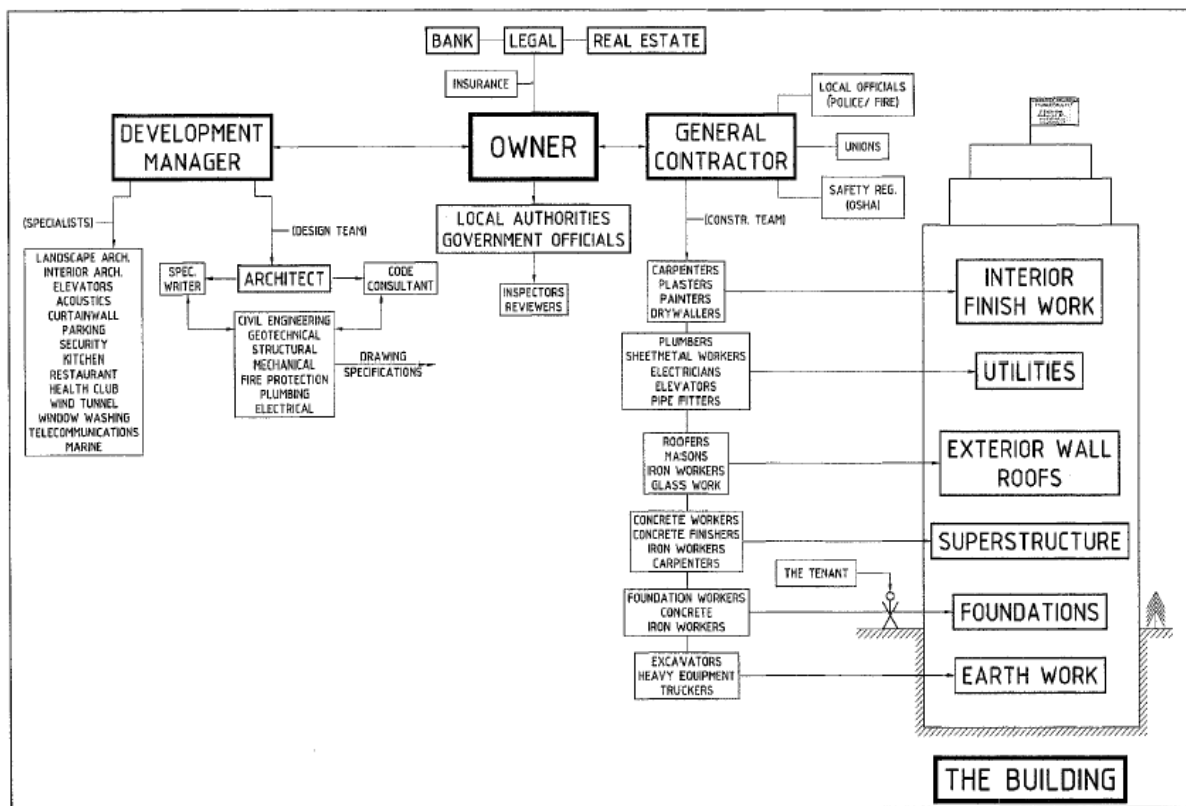 BANK
LEGAL
REAL ESTATE
INSURANCE
DEVELOPMENT
MANAGER
OWNER
GENERAL
CONTRACTOR
LOCAL OFFICIALS
(POLICE/ FIRE)
UNIONS
SAFETY REG.
(OSHA)
(SPECIALISTS)
LANDSCAPE ARCH.
INTERIOR ARCH.
ELEVATORS
ACOUSTICS
CURTAINWALL
PARKING
SECURITY
KITCHEN
RESTAURANT
HEALTH CLUB
WIND TUNNEL
WINDOW WASHING
TELECOMMUNICATIONS
MARINE
(DESIGN TEAM)
SPEC.
WRITER
ARCHITECT
CODE
CONSULTANT
CIVIL ENGINEERING
GEOTECHNICAL
STRUCTURAL
MECHANICAL
FIRE PROTECTION
PLUMBING
ELECTRICAL
DRAWING
SPECIFICATIONS
LOCAL AUTHORITIES
GOVERNMENT OFFICIALS
INSPECTORS
REVIEWERS
(CONSTR. TEAM)
CARPENTERS
PLASTERS
PAINTERS
DRYWALLERS
PLUMBERS
SHEETMETAL WORKERS
ELECTRICIANS
ELEVATORS
PIPE FITTERS
ROOFERS
MASONS
IRON WORKERS
GLASS WORK
CONCRETE WORKERS
CONCRETE FINISHERS
IRON WORKERS
CARPENTERS
FOUNDATION WORKERS
CONCRETE
IRON WORKERS
EXCAVATORS
HEAVY EQUIPMENT
TRUCKERS
THE TENANT
INTERIOR
FINISH WORK
UTILITIES
EXTERIOR WALL
ROOFS
SUPERSTRUCTURE
FOUNDATIONS
EARTH WORK
THE BUILDING